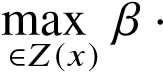 max β ·
∈Z(x)